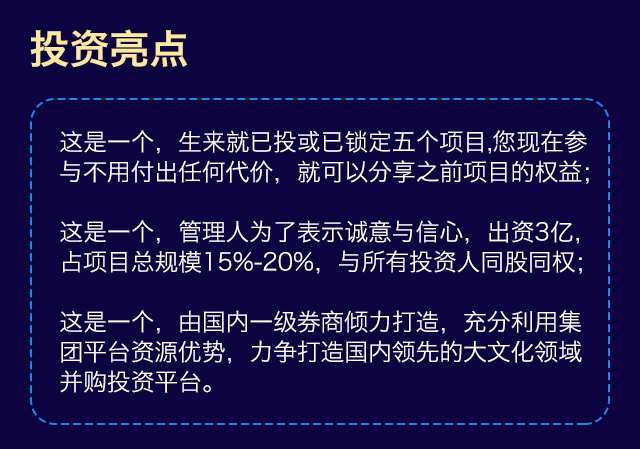 投资亮点
这是一个，生来就已投或已锁定五个项目,您现在参
与不用付出任何代价，就可以分享之前项目的权益;
这是一个，管理人为了表示诚意与信心，出资3亿，
占项目总规模15%-20%，与所有投资人同股同权;
这是一个，由国内一级券商倾力打造，充分利用集
团平台资源优势，力争打造国内领先的大文化领域
并购投资平台。